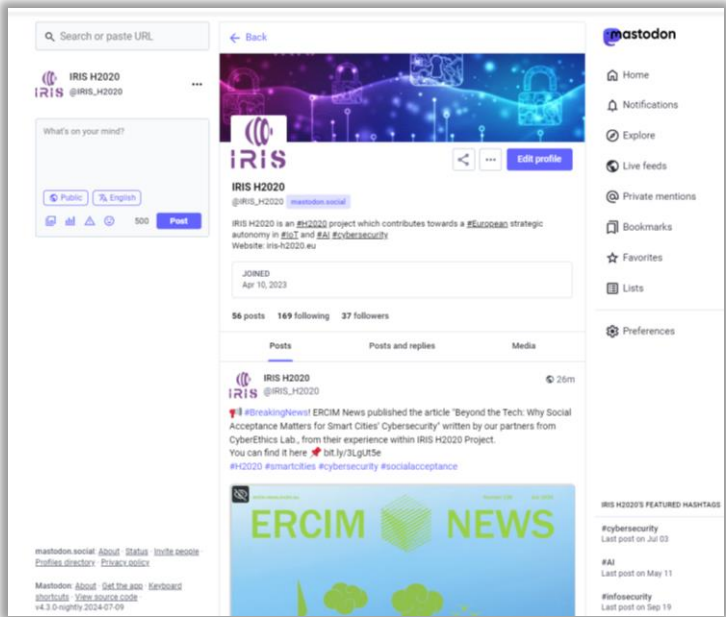 Search or paste URL
IRIS H2020
@IRIS_H2020
What's on your mind?
Public
English
500
Post
mastodon.social: About · Status · Invite people ·
Profiles directory · Privacy policy
Mastodon: About · Get the app · Keyboard
shortcuts · View source code ·
v4.3.0-nightly.2024-07-09
Back
IRIS
IRIS H2020
@IRIS_H2020 mastodon.social
Edit profile
IRIS H2020 is an #H2020 project which contributes towards a #European strategic
autonomy in #IoT and #AI #cybersecurity
Website: iris-h2020.eu
JOINED
Apr 10, 2023
56 posts 169 following 37 followers
Posts
Posts and replies
Media
IRIS
IRIS H2020
@IRIS_H2020
26m
#BreakingNews! ERCIM News published the article "Beyond the Tech: Why Social
Acceptance Matters for Smart Cities' Cybersecurity" written by our partners from
CyberEthics Lab., from their experience within IRIS H2020 Project.
You can find it here bit.ly/3LgUt5e
#H2020 #smartcities #cybersecurity #socialacceptance
ERCIM NEWS
mastodon
Home
Notifications
Explore
Live feeds
Private mentions
Bookmarks
Favorites
Lists
Preferences
IRIS H2020'S FEATURED HASHTAGS
#cybersecurity
Last post on Jul 03
#AI
Last post on May 11
#infosecurity
Last post on Sep 19